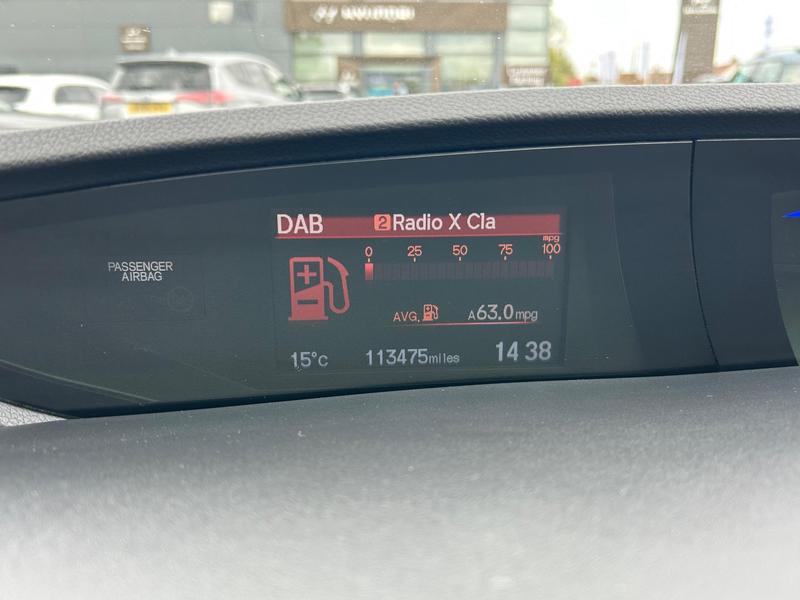 HYUNDAI
DAB 2 Radio X Cla
mpg
0 25 50 75 100
PASSENGER
AIRBAG
AVG. A63.0mpg
15°c 113475miles 14 38